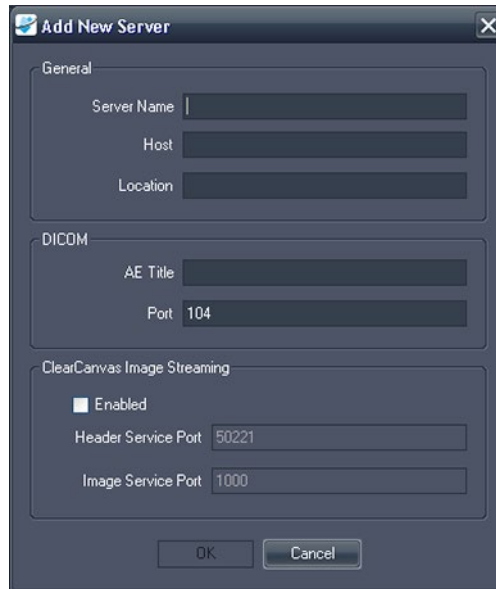 Add New Server
General
Server Name
Host
Location
DICOM
AE Title
Port 104
ClearCanvas Image Streaming
Enabled
Header Service Port 50221
Image Service Port 1000
OK Cancel